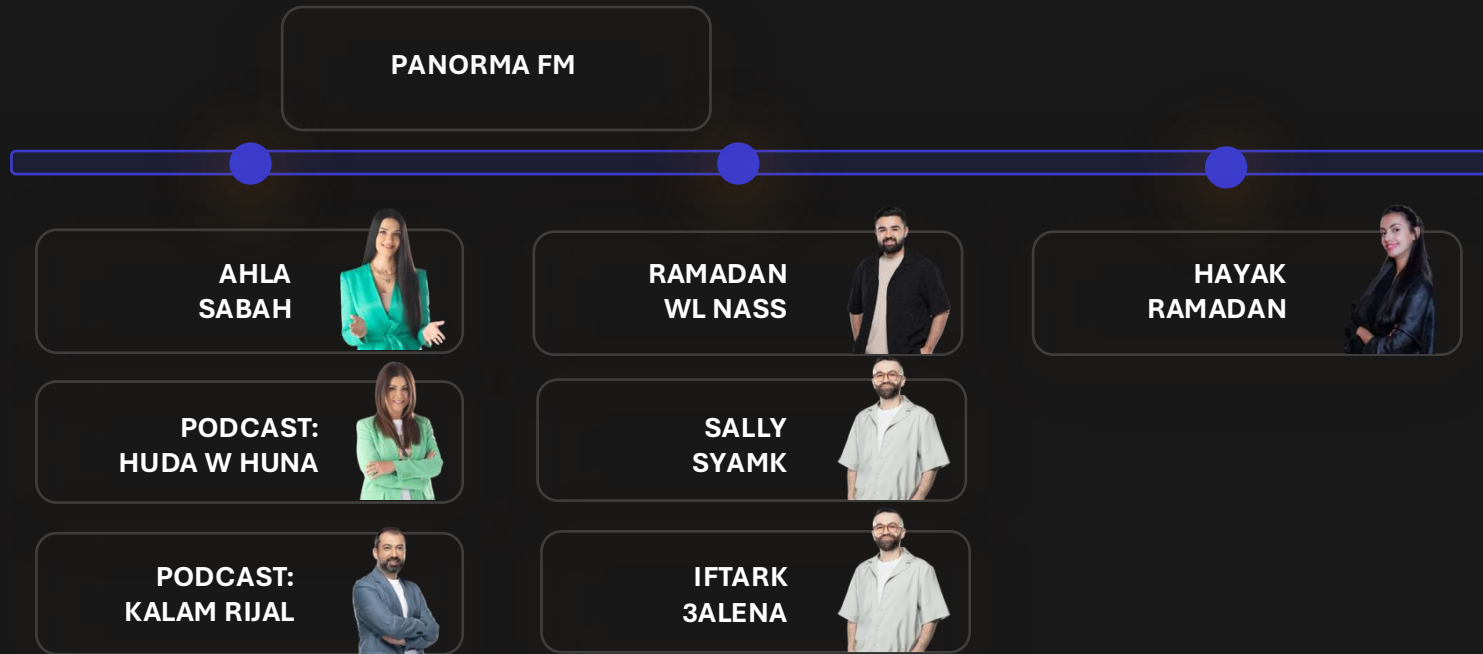 PANORMA FM
AHLA
SABAH
RAMADAN
WL NASS
HAYAK
RAMADAN
PODCAST:
HUDA W HUNA
SALLY
SYAMK
PODCAST:
KALAM RIJAL
IFTARK
3ALENA